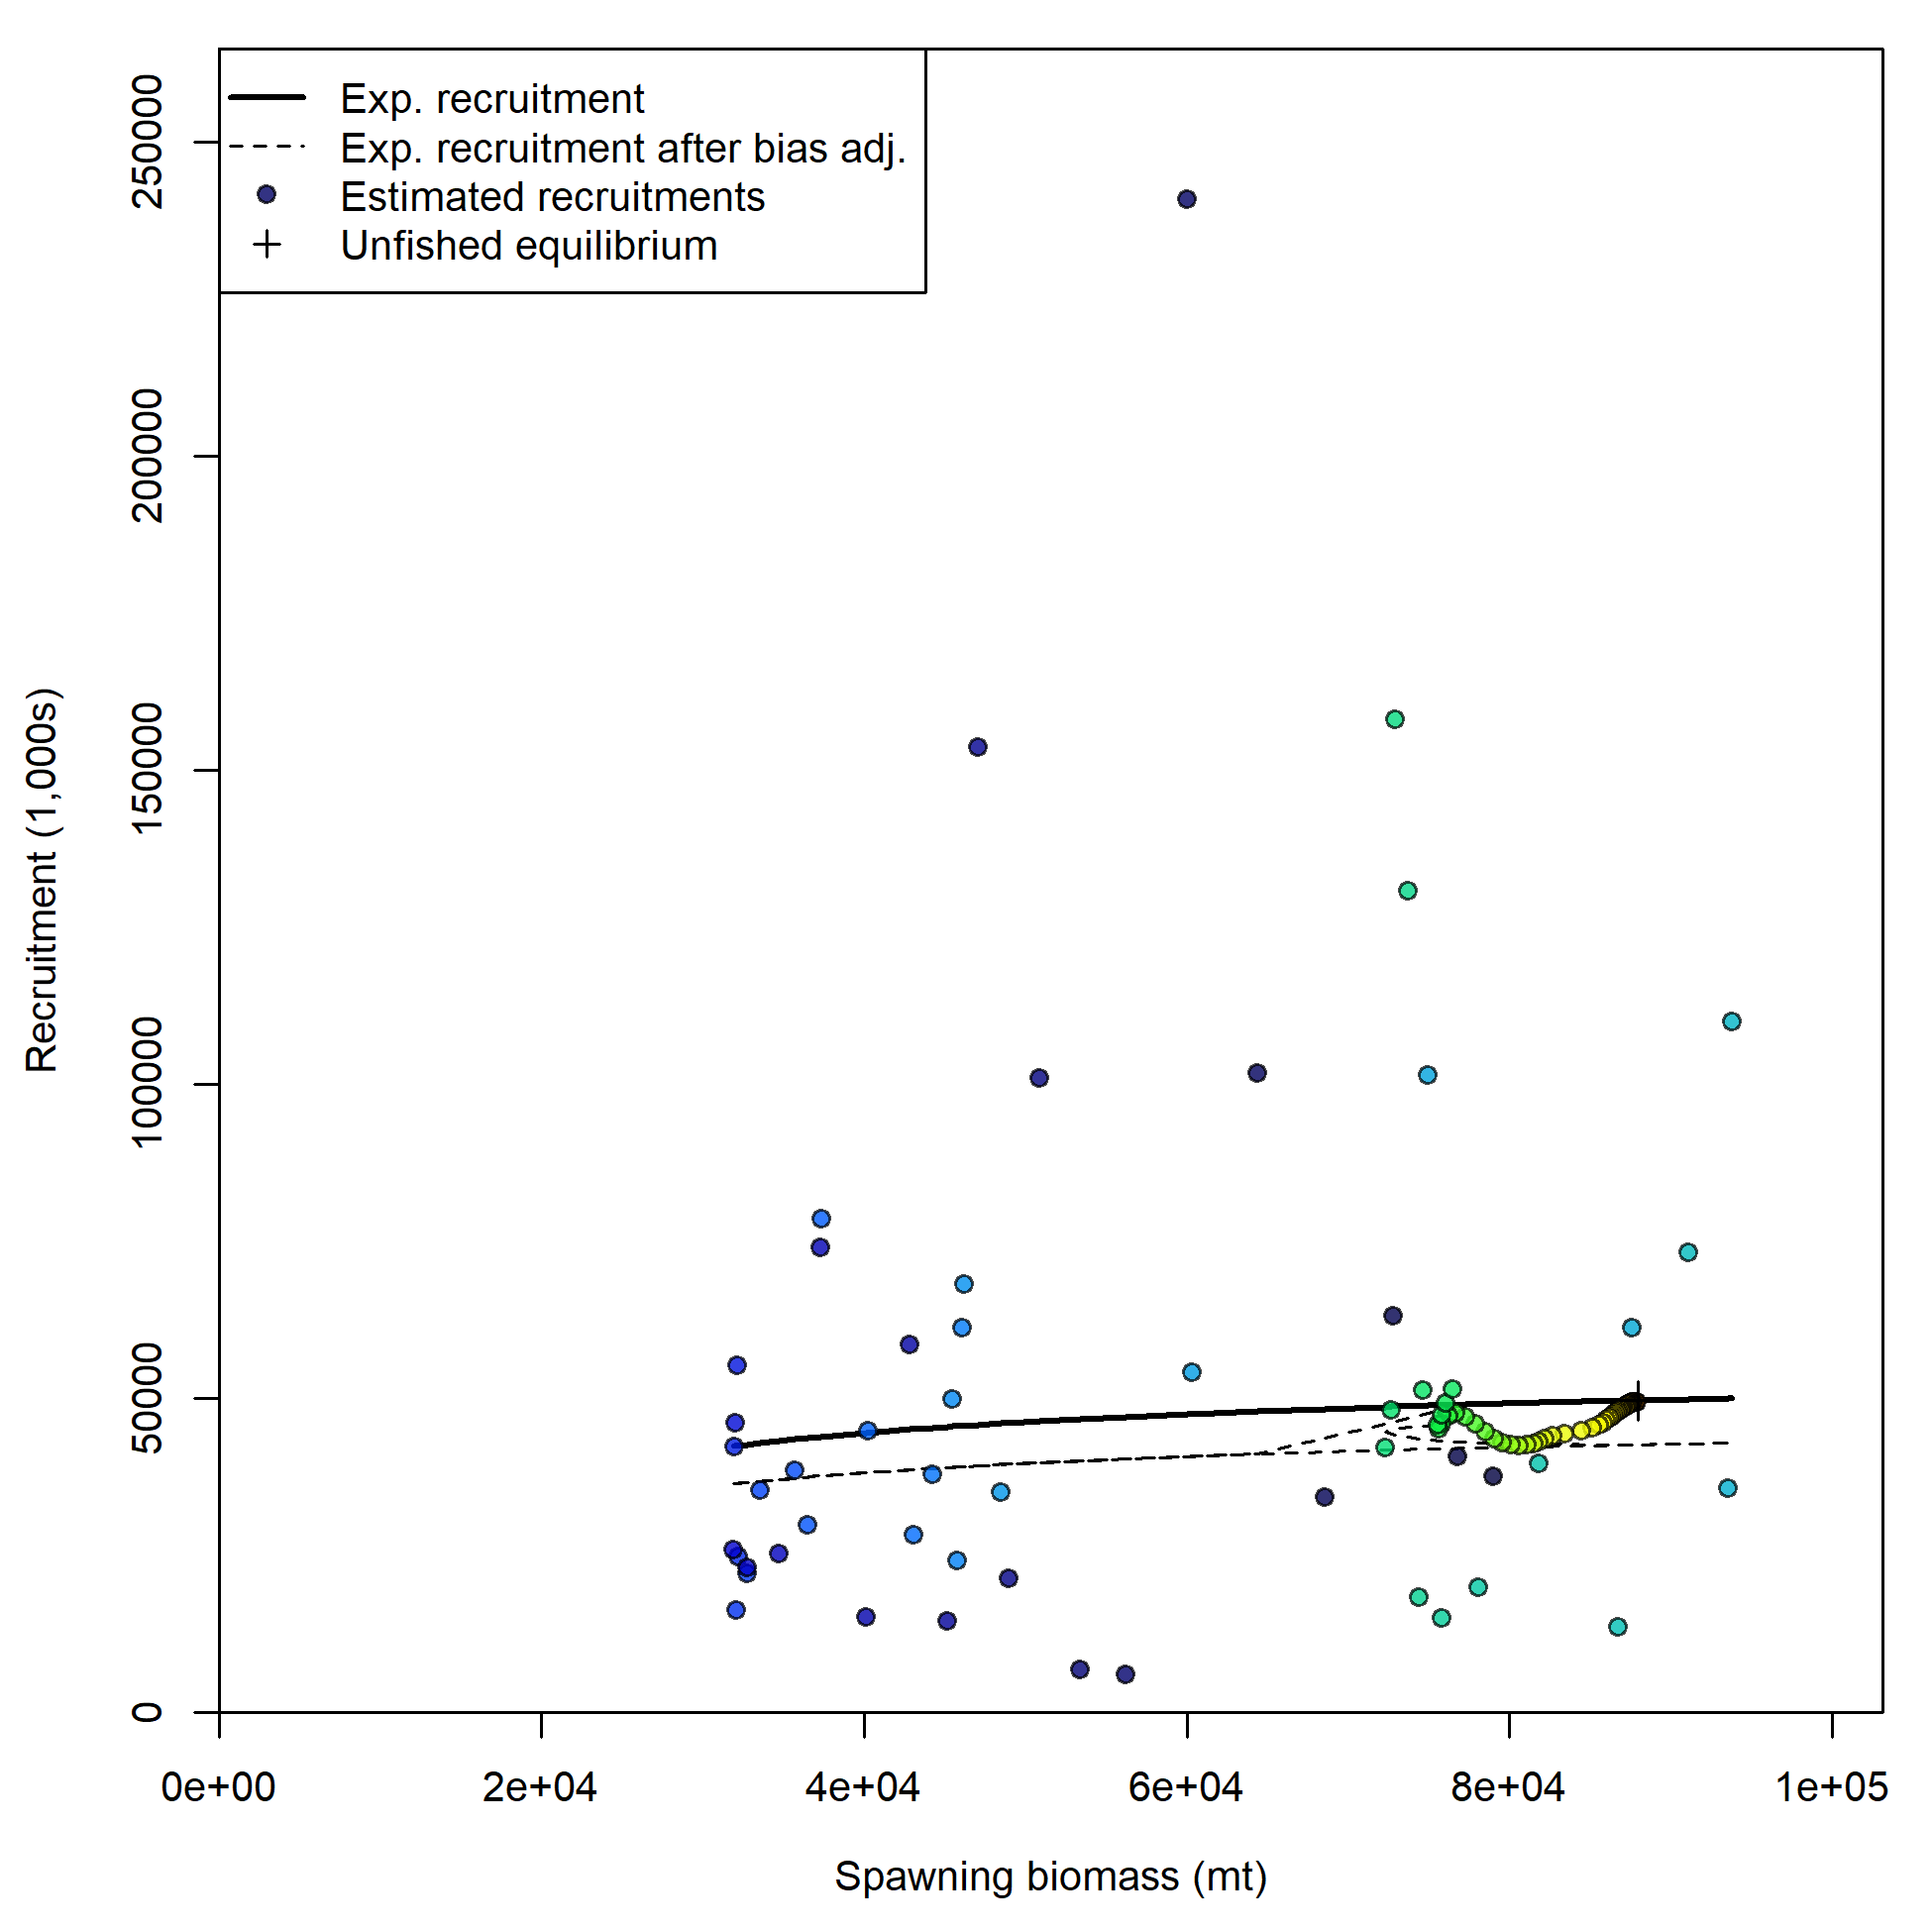 Exp. recruitment
Exp. recruitment after bias adj.
Estimated recruitments
Unfished equilibrium
Recruitment (1,000s)
250000
200000
150000
100000
50000
0
0e+00 2e+04 4e+04 6e+04 8e+04 1e+05
Spawning biomass (mt)